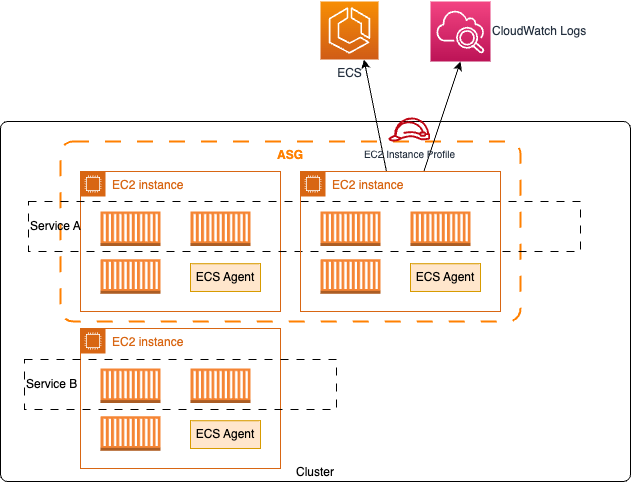 CloudWatch Logs
ECS
EC2 Instance Profile
ASG
EC2 instance
EC2 instance
Service A
ECS Agent
ECS Agent
EC2 instance
Service B
ECS Agent
Cluster